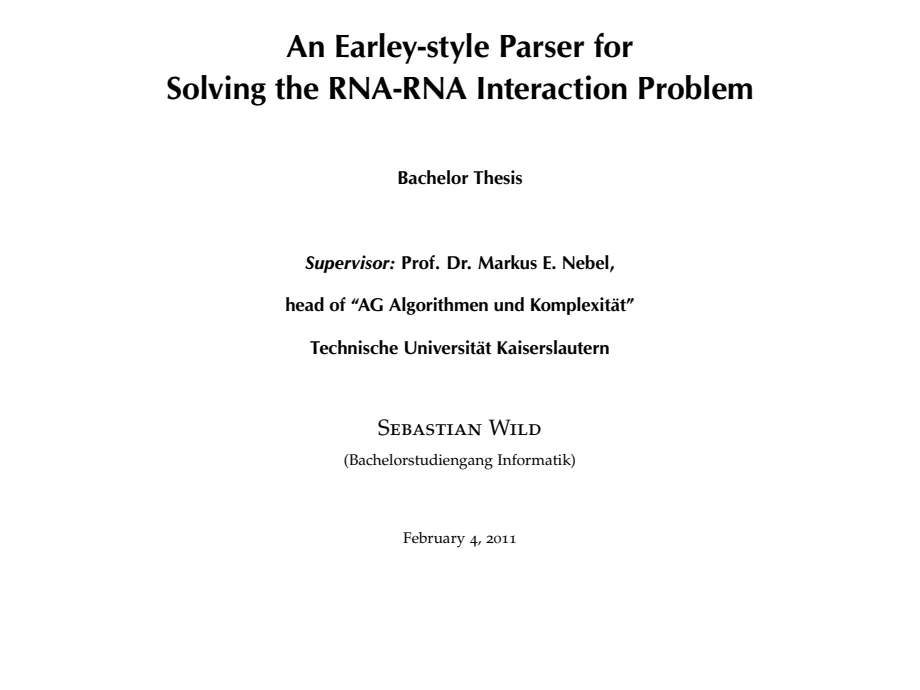 An Earley-style Parser for
Solving the RNA-RNA Interaction Problem
Bachelor Thesis
Supervisor: Prof. Dr. Markus E. Nebel,
head of “AG Algorithmen und Komplexität”
Technische Universität Kaiserslautern
Sebastian Wild
(Bachelorstudiengang Informatik)
February 4, 2011